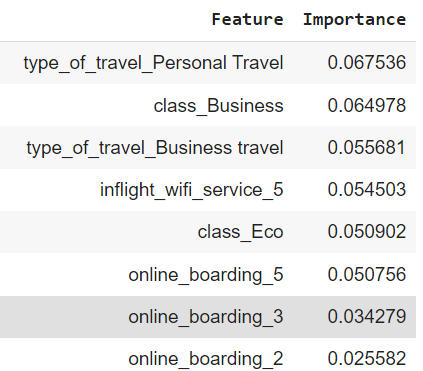 Feature Importance
type_of_travel_Personal Travel 0.067536
class_Business 0.064978
type_of_travel_Business travel 0.055681
inflight_wifi_service_5 0.054503
class_Eco 0.050902
online_boarding_5 0.050756
online_boarding_3 0.034279
online_boarding_2 0.025582